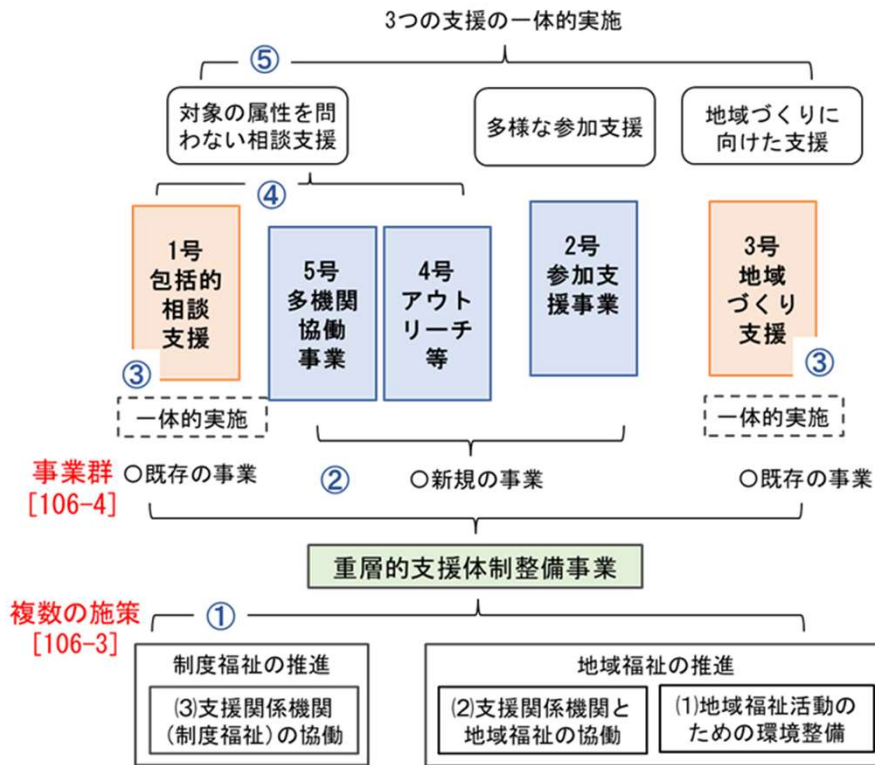 3つの支援の一体的実施
⑤
対象の属性を問
わない相談支援
多様な参加支援
地域づくりに
向けた支援
④
1号
包括的
相談
支援
5号
多機関
協働
事業
4号
アウト
リーチ
等
2号
参加支
援事業
3号
地域
づくり
支援
③
③
一体的実施
一体的実施
事業群
[106-4]
○既存の事業
②
○新規の事業
○既存の事業
重層的支援体制整備事業
複数の施策
[106-3]
①
制度福祉の推進
⑶支援関係機関
(制度福祉)の協働
地域福祉の推進
⑵支援関係機関と
地域福祉の協働
⑴地域福祉活動の
ための環境整備